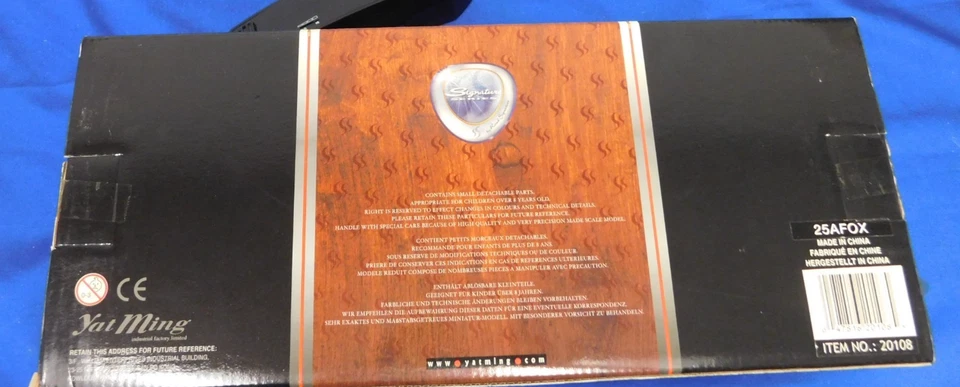 Signature
CONTAINS SMALL DETACHABLE PARTS.
APPROPRIATE FOR CHILDREN OVER 8 YEARS OLD.
RIGHT IS RESERVED TO EFFECT CHANGES IN COLOURS AND TECHNICAL DETAILS.
PLEASE RETAIN THESE PARTICULARS FOR FUTURE REFERENCE.
HANDLE WITH SPECIAL CARE BECAUSE OF HIGH QUALITY AND VERY PRECISION MADE SCALE MODEL.
CONTIENT PETITS MORCEAUX DETACHABLES.
RECOMMANDE POUR ENFANTS DE PLUS DE 8 ANS.
SOUS RESERVE DE MODIFICATIONS TECHNIQUES OU DE COULEUR.
PRIERE DE CONSERVER CES INDICATIONS EN CAS DE REFERENCES ULTERIEURES.
MODELE REDUIT COMPOSE DE NOMBREUSES PIECES A MANIPULER AVEC PRECAUTION.
ENTHÄLT ABLÖSBARE KLEINTEILE.
GEEIGNET FÜR KINDER ÜBER 8 JAHREN.
FARBLICHE UND TECHNISCHE ÄNDERUNGEN BLEIBEN VORBEHALTEN.
WIR EMPFEHLEN DIE AUFBEWAHRUNG DIESER DATEN FÜR EINE EVENTUELLE KORRESPONDENZ.
SEHR EXAKTES UND MASSTABGETREUES MINIATUR-MODELL. MIT BESONDERER VORSICHT ZU BEHANDELN.
www.yatming.com
0-3
CE
Yat Ming
industrial factory limited
RETAIN THIS ADDRESS FOR FUTURE REFERENCE:
INDUSTRIAL BUILDING,
25AFOX
MADE IN CHINA
FABRIQUÉ EN CHINE
HERGESTELLT IN CHINA
ITEM NO.: 20108